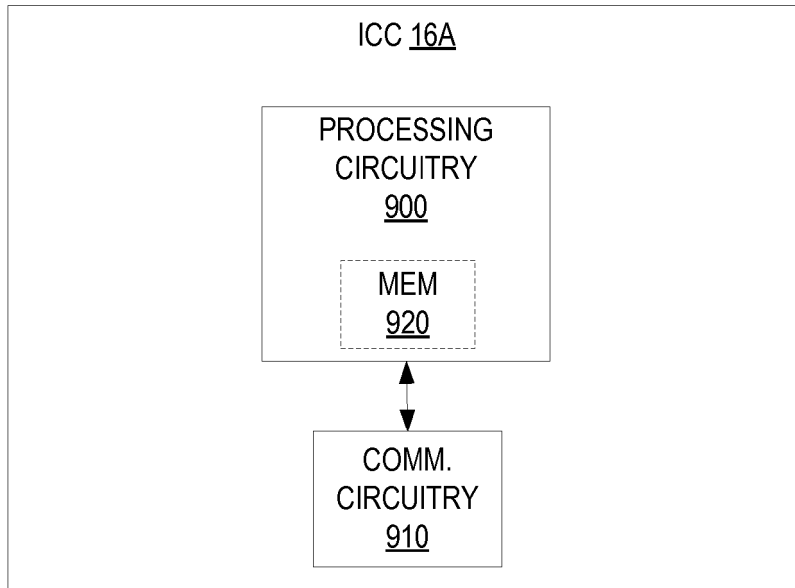 ICC 16A
PROCESSING
CIRCUITRY
900
MEM
920
COMM.
CIRCUITRY
910